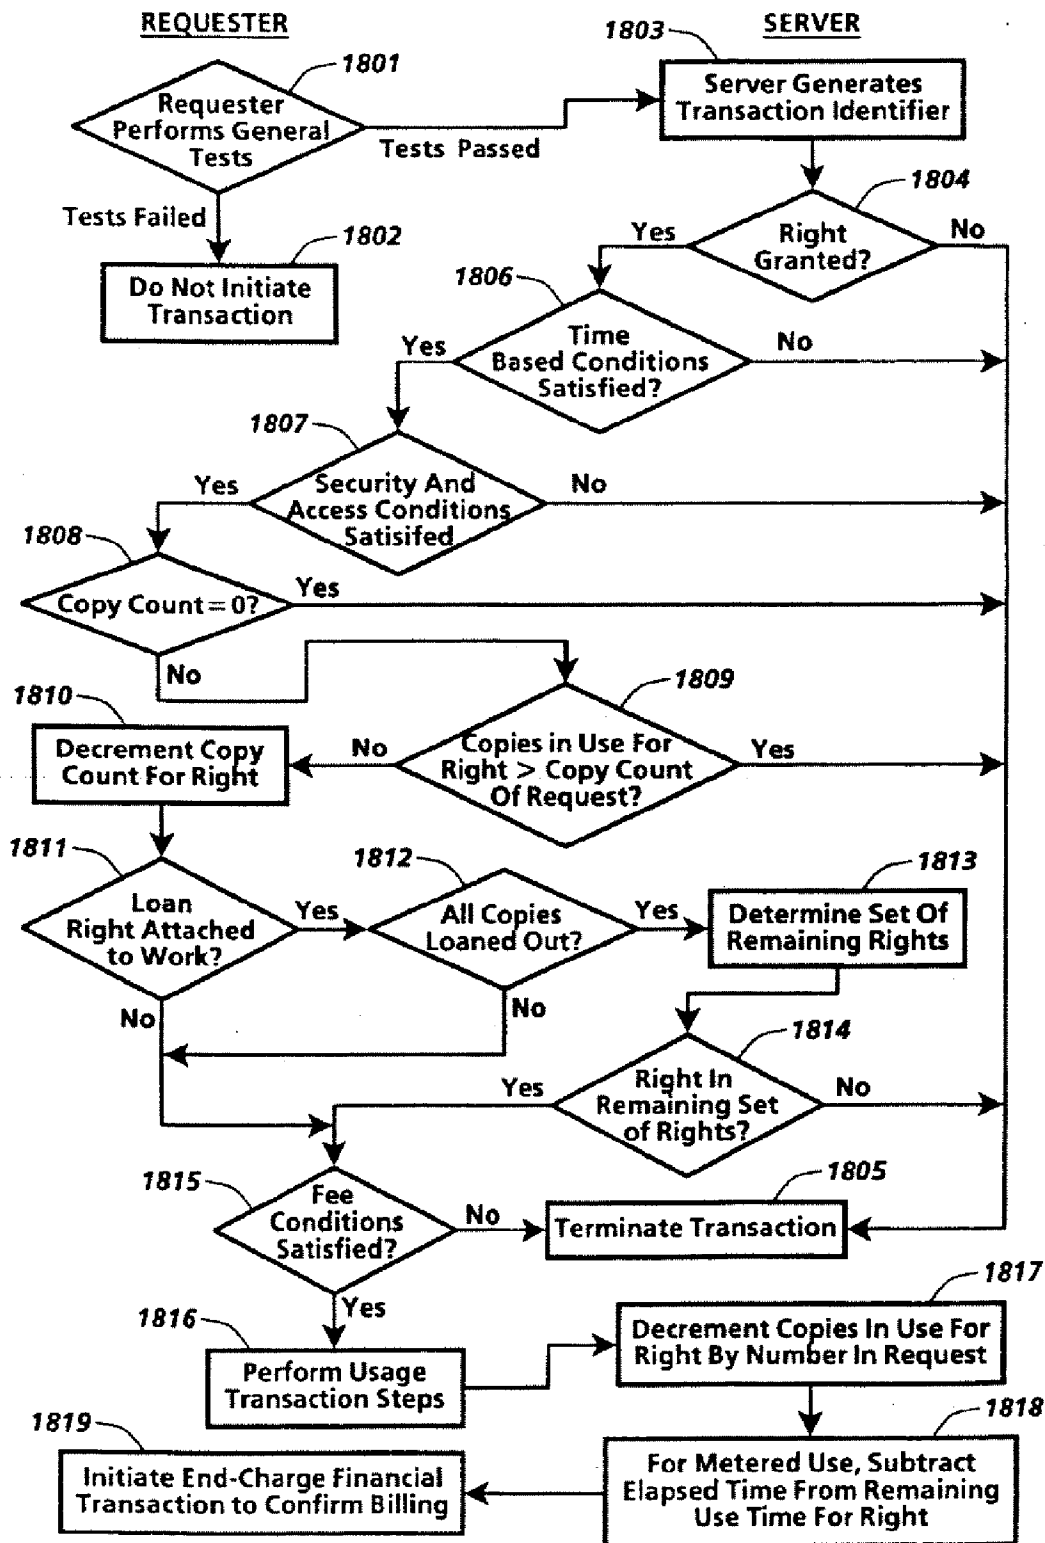 REQUESTER
SERVER
1801
1803
Requester
Performs General
Tests
Server Generates
Transaction Identifier
Tests Passed
Tests Failed
1804
1802
Right
Granted?
Yes
No
Do Not Initiate
Transaction
1806
Time
Based Conditions
Satisfied?
Yes
No
1807
Security And
Access Conditions
Satisifed
Yes
No
1808
Copy Count = 0?
Yes
No
1809
1810
Copies in Use For
Right > Copy Count
Of Request?
No
Yes
Decrement Copy
Count For Right
1811
1812
1813
Loan
Right Attached
to Work?
Yes
All Copies
Loaned Out?
Yes
Determine Set Of
Remaining Rights
No
No
1814
Right In
Remaining Set
of Rights?
Yes
No
1815
1805
Fee
Conditions
Satisfied?
No
Terminate Transaction
Yes
1816
1817
Perform Usage
Transaction Steps
Decrement Copies In Use For
Right By Number In Request
1819
1818
Initiate End-Charge Financial
Transaction to Confirm Billing
For Metered Use, Subtract
Elapsed Time From Remaining
Use Time For Right